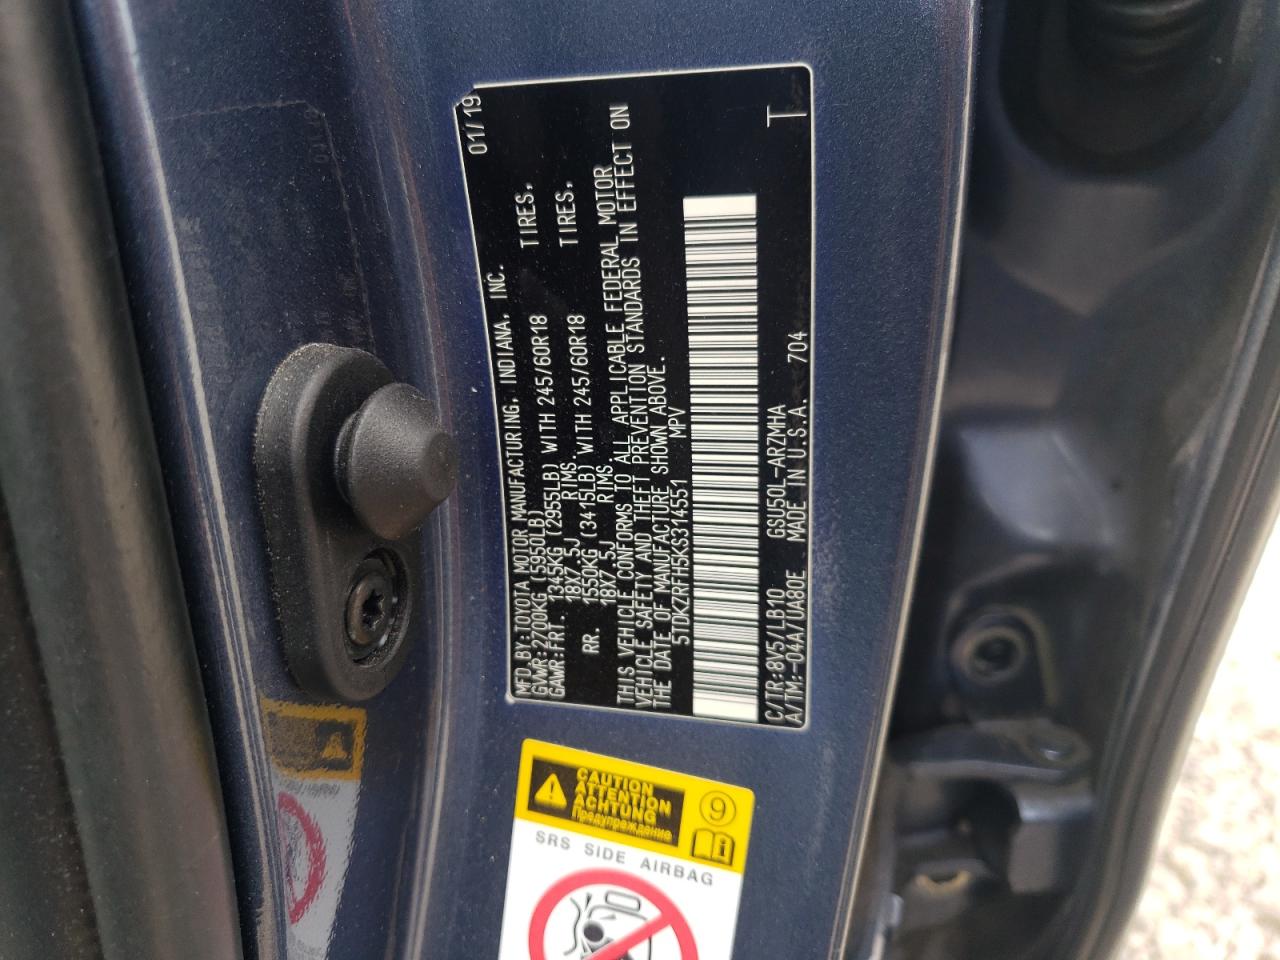 MFD.BY:TOYOTA MOTOR MANUFACTURING, INDIANA, INC. 01/19
GVWR:2700KG (5950LB)
GAWR:FRT. 1345KG (2955LB) WITH 245/60R18 TIRES.
18X7.5J RIMS.
RR. 1550KG (3415LB) WITH 245/60R18 TIRES.
18X7.5J RIMS.
THIS VEHICLE CONFORMS TO ALL APPLICABLE FEDERAL MOTOR
VEHICLE SAFETY AND THEFT PREVENTION STANDARDS IN EFFECT ON
THE DATE OF MANUFACTURE SHOWN ABOVE.
5TDKZRFH5KS314551 MPV
C/TR:8V5/LB10 GSU50L-ARZMHA T
A/TM:-04A/UA80E MADE IN U.S.A. 704
CAUTION
ATTENTION
ACHTUNG
Предупреждение
9
i
SRS SIDE AIRBAG